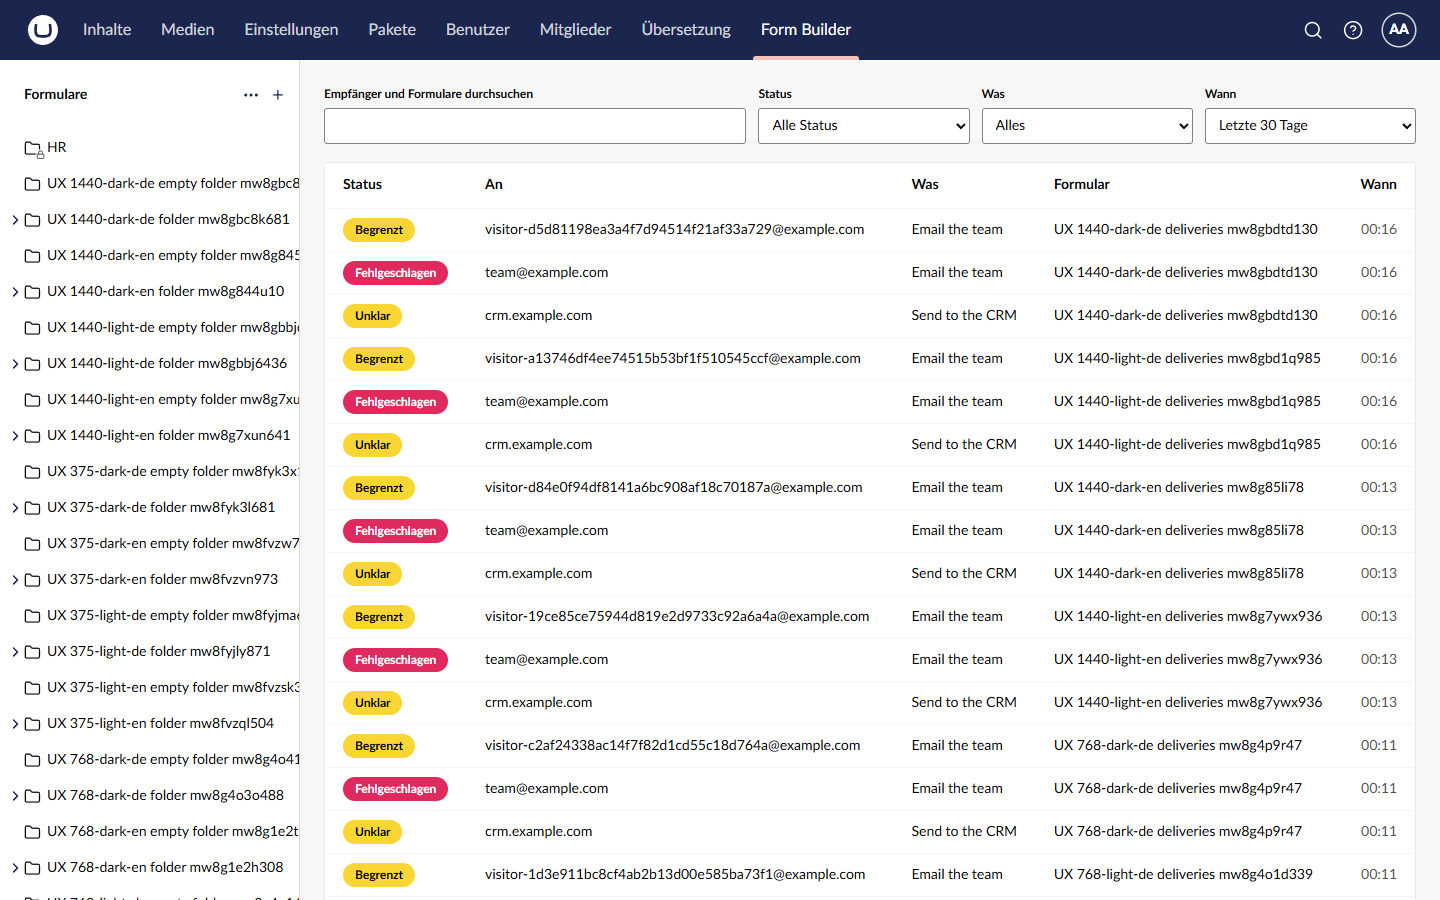 Inhalte Medien Einstellungen Pakete Benutzer Mitglieder Übersetzung Form Builder AA
Formulare
HR
UX 1440-dark-de empty folder mw8gbc8
UX 1440-dark-de folder mw8gbc8k681
UX 1440-dark-en empty folder mw8g845
UX 1440-dark-en folder mw8g844u10
UX 1440-light-de empty folder mw8gbbj
UX 1440-light-de folder mw8gbbj6436
UX 1440-light-en empty folder mw8g7xu
UX 1440-light-en folder mw8g7xun641
UX 375-dark-de empty folder mw8fyk3x
UX 375-dark-de folder mw8fyk3l681
UX 375-dark-en empty folder mw8fvzw7
UX 375-dark-en folder mw8fvzvn973
UX 375-light-de empty folder mw8fyjma
UX 375-light-de folder mw8fyjly871
UX 375-light-en empty folder mw8fvzsk3
UX 375-light-en folder mw8fvzql504
UX 768-dark-de empty folder mw8g4o41
UX 768-dark-de folder mw8g4o3o488
UX 768-dark-en empty folder mw8g1e2t
UX 768-dark-en folder mw8g1e2h308
Empfänger und Formulare durchsuchen Status Was Wann
Alle Status Alles Letzte 30 Tage
Status An Was Formular Wann
Begrenzt visitor-d5d81198ea3a4f7d94514f21af33a729@example.com Email the team UX 1440-dark-de deliveries mw8gbdtd130 00:16
Fehlgeschlagen team@example.com Email the team UX 1440-dark-de deliveries mw8gbdtd130 00:16
Unklar crm.example.com Send to the CRM UX 1440-dark-de deliveries mw8gbdtd130 00:16
Begrenzt visitor-a13746df4ee74515b53bf1f510545ccf@example.com Email the team UX 1440-light-de deliveries mw8gbd1q985 00:16
Fehlgeschlagen team@example.com Email the team UX 1440-light-de deliveries mw8gbd1q985 00:16
Unklar crm.example.com Send to the CRM UX 1440-light-de deliveries mw8gbd1q985 00:16
Begrenzt visitor-d84e0f94df8141a6bc908af18c70187a@example.com Email the team UX 1440-dark-en deliveries mw8g85li78 00:13
Fehlgeschlagen team@example.com Email the team UX 1440-dark-en deliveries mw8g85li78 00:13
Unklar crm.example.com Send to the CRM UX 1440-dark-en deliveries mw8g85li78 00:13
Begrenzt visitor-19ce85ce75944d819e2d9733c92a6a4a@example.com Email the team UX 1440-light-en deliveries mw8g7ywx936 00:13
Fehlgeschlagen team@example.com Email the team UX 1440-light-en deliveries mw8g7ywx936 00:13
Unklar crm.example.com Send to the CRM UX 1440-light-en deliveries mw8g7ywx936 00:13
Begrenzt visitor-c2af24338ac14f7f82d1cd55c18d764a@example.com Email the team UX 768-dark-de deliveries mw8g4p9r47 00:11
Fehlgeschlagen team@example.com Email the team UX 768-dark-de deliveries mw8g4p9r47 00:11
Unklar crm.example.com Send to the CRM UX 768-dark-de deliveries mw8g4p9r47 00:11
Begrenzt visitor-1d3e911bc8cf4ab2b13d00e585ba73f1@example.com Email the team UX 768-light-de deliveries mw8g4o1d339 00:11